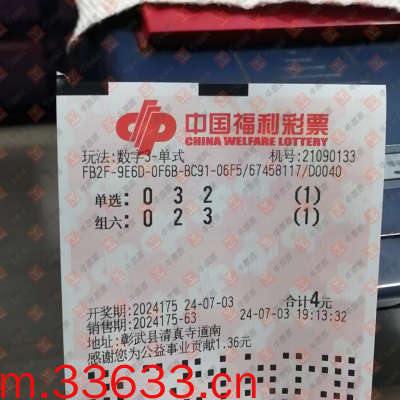 中国福利彩票
CHINA WELFARE LOTTERY
玩法:数字3-单式 机号:21090133
FB2F-9E6D-0F6B-BC91-06F5/67458117/D0040
单选: 0 3 2 (1)
组六: 0 2 3 (1)
开奖期:2024175 24-07-03 合计4元
销售期:2024175-63 24-07-03 19:13:32
地址:彰武县清真寺道南
感谢您为公益事业贡献1.36元
m.33633.cn